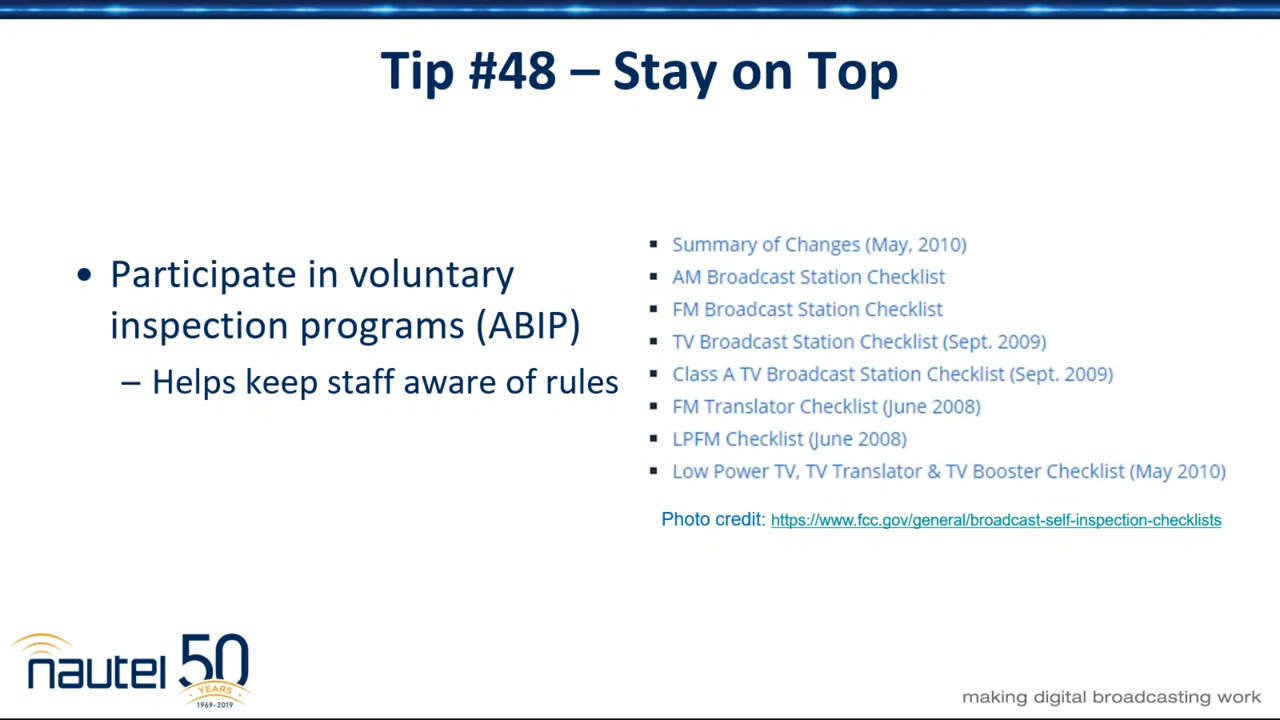 Tip #48 – Stay on Top
• Participate in voluntary
inspection programs (ABIP)
– Helps keep staff aware of rules
▪ Summary of Changes (May, 2010)
▪ AM Broadcast Station Checklist
▪ FM Broadcast Station Checklist
▪ TV Broadcast Station Checklist (Sept. 2009)
▪ Class A TV Broadcast Station Checklist (Sept. 2009)
▪ FM Translator Checklist (June 2008)
▪ LPFM Checklist (June 2008)
▪ Low Power TV, TV Translator & TV Booster Checklist (May 2010)
Photo credit: https://www.fcc.gov/general/broadcast-self-inspection-checklists
nautel 50
YEARS
1969–2019
making digital broadcasting work